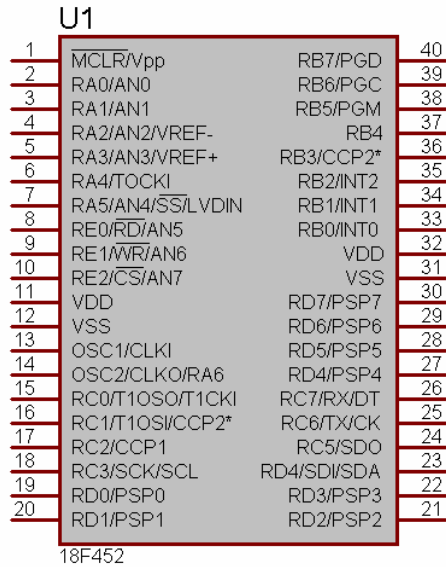 U1
1 MCLR/Vpp RB7/PGD 40
2 RA0/AN0 RB6/PGC 39
3 RA1/AN1 RB5/PGM 38
4 RA2/AN2/VREF- RB4 37
5 RA3/AN3/VREF+ RB3/CCP2* 36
6 RA4/TOCKI RB2/INT2 35
7 RA5/AN4/SS/LVDIN RB1/INT1 34
8 RE0/RD/AN5 RB0/INT0 33
9 RE1/WR/AN6 VDD 32
10 RE2/CS/AN7 VSS 31
11 VDD RD7/PSP7 30
12 VSS RD6/PSP6 29
13 OSC1/CLKI RD5/PSP5 28
14 OSC2/CLKO/RA6 RD4/PSP4 27
15 RC0/T1OSO/T1CKI RC7/RX/DT 26
16 RC1/T1OSI/CCP2* RC6/TX/CK 25
17 RC2/CCP1 RC5/SDO 24
18 RC3/SCK/SCL RD4/SDI/SDA 23
19 RD0/PSP0 RD3/PSP3 22
20 RD1/PSP1 RD2/PSP2 21
18F452